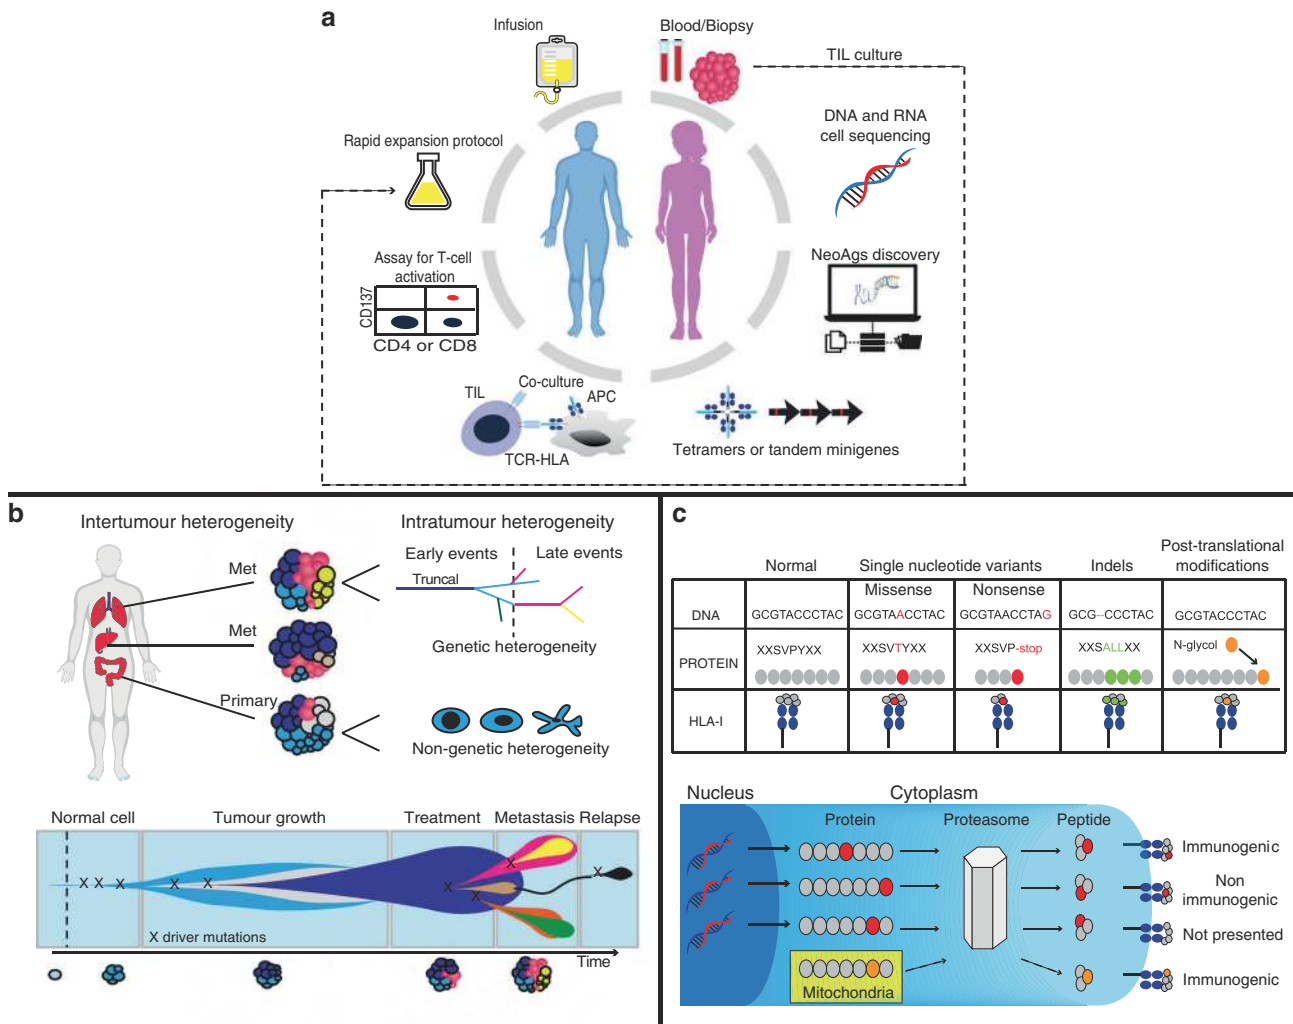 a
Infusion
Blood/Biopsy
TIL culture
DNA and RNA
cell sequencing
Rapid expansion protocol
NeoAgs discovery
Assay for T-cell
activation
CD137
CD4 or CD8
Co-culture
TIL
APC
TCR-HLA
Tetramers or tandem minigenes
b
Intertumour heterogeneity
Intratumour heterogeneity
Early events
Late events
Met
Truncal
Met
Genetic heterogeneity
Primary
Non-genetic heterogeneity
Normal cell
Tumour growth
Treatment
Metastasis
Relapse
X X X X X X X X X
X driver mutations
Time
c
Normal
Single nucleotide variants
Indels
Post-translational
modifications
Missense
Nonsense
DNA
GCGTACCCTAC
GCGTAACCTAC
GCGTAACCTAG
GCG--CCCTAC
GCGTACCCTAC
PROTEIN
XXSVPYXX
XXSVTYXX
XXSVP-stop
XXSALLXX
N-glycol
HLA-I
Nucleus
Cytoplasm
Protein
Proteasome
Peptide
Immunogenic
Non
immunogenic
Not presented
Immunogenic
Mitochondria